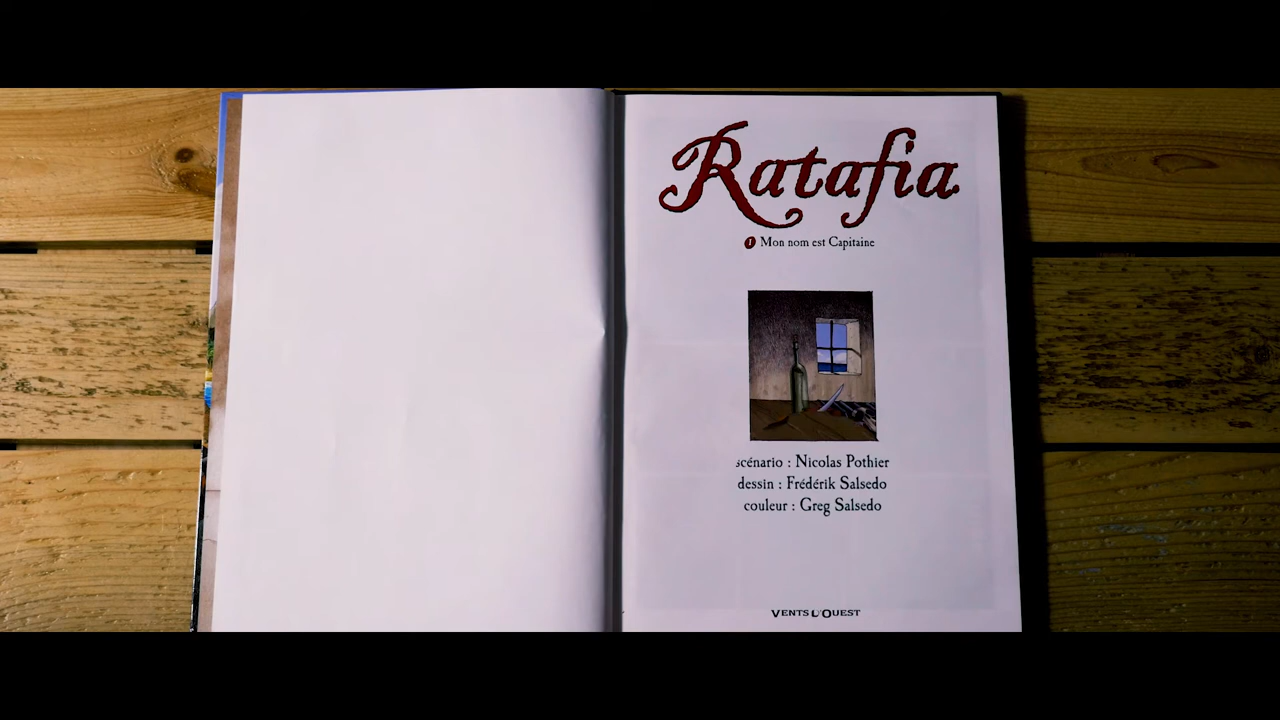 Ratafia
1 Mon nom est Capitaine
scénario : Nicolas Pothier
dessin : Frédérik Salsedo
couleur : Greg Salsedo
VENTS L'OUEST